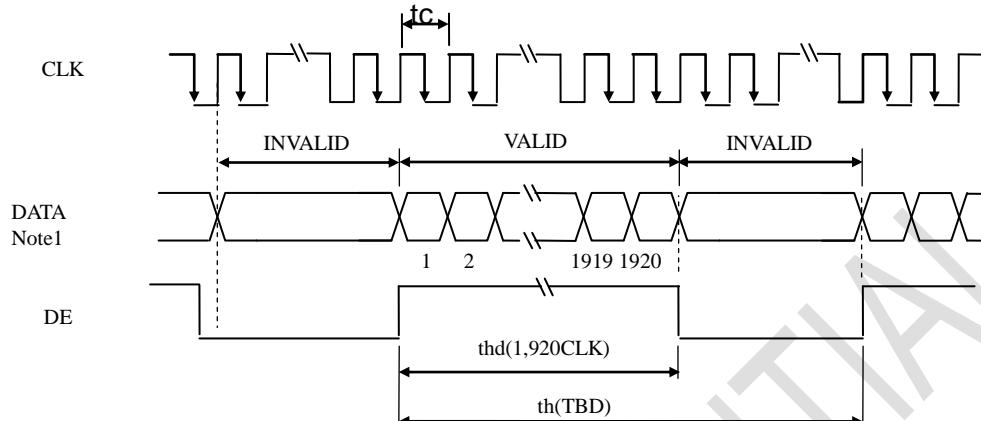 tc
CLK
INVALID VALID INVALID
DATA
Note1
1 2 1919 1920
DE
thd(1,920CLK)
th(TBD)